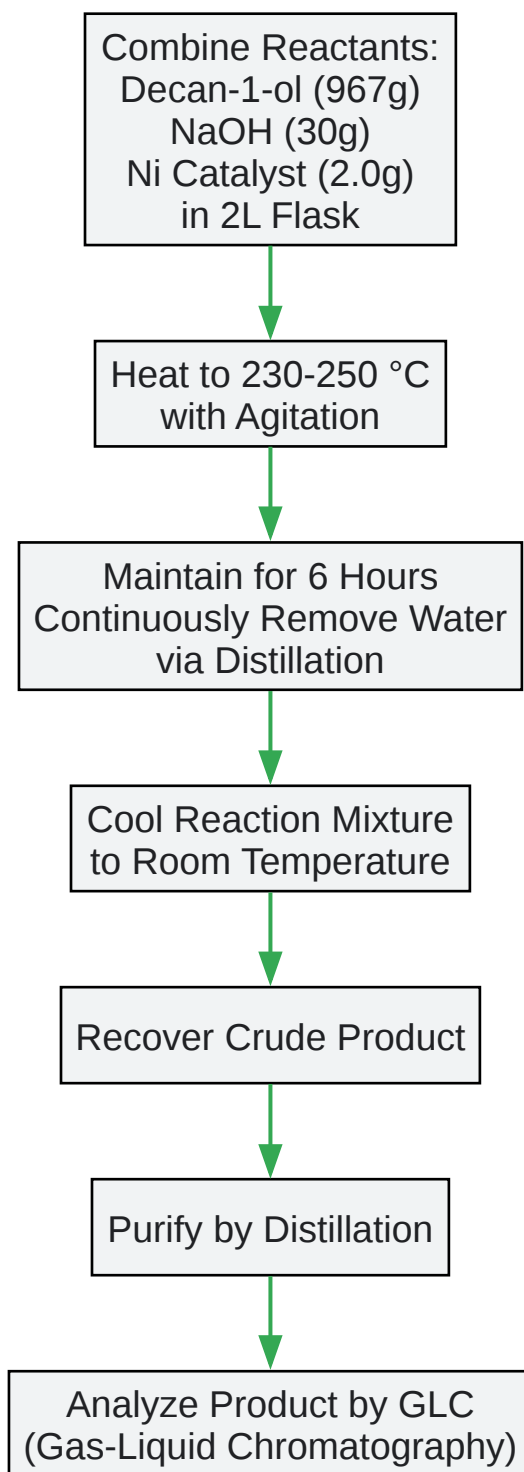 Combine Reactants:
Decan-1-ol (967g)
NaOH (30g)
Ni Catalyst (2.0g)
in 2L Flask
Heat to 230-250 °C
with Agitation
Maintain for 6 Hours
Continuously Remove Water
via Distillation
Cool Reaction Mixture
to Room Temperature
Recover Crude Product
Purify by Distillation
Analyze Product by GLC
(Gas-Liquid Chromatography)